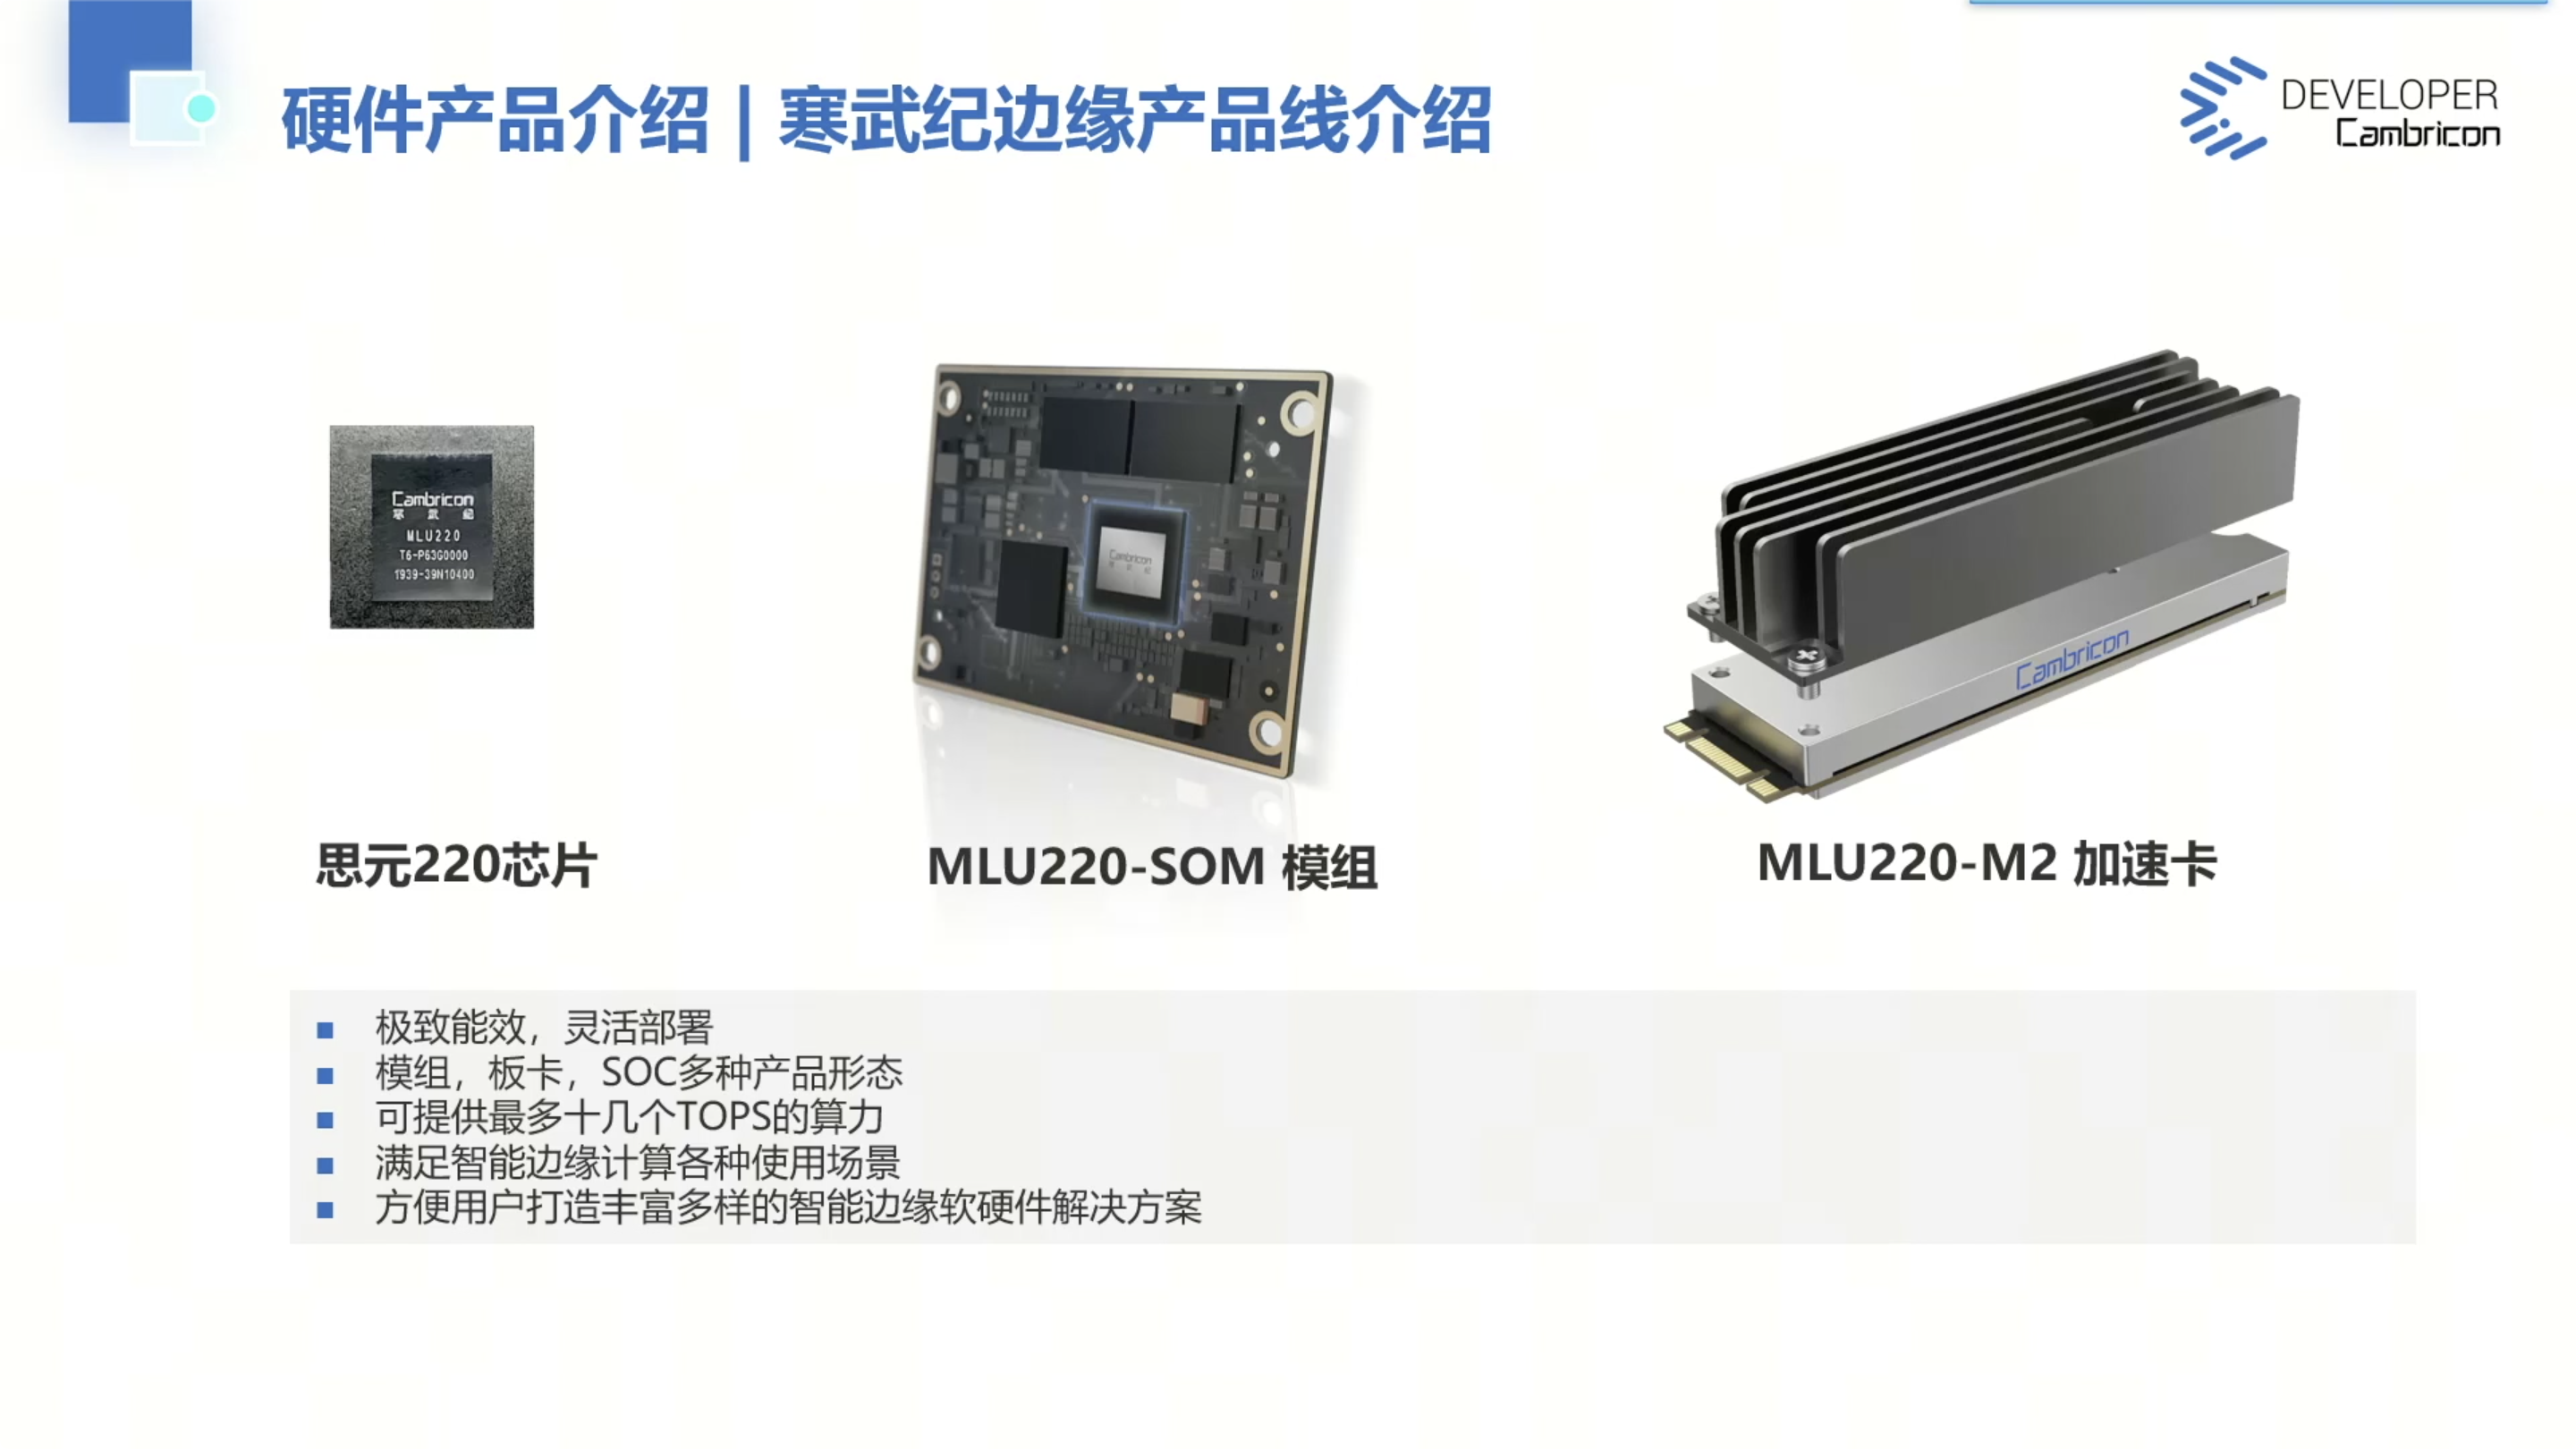 硬件产品介绍 | 寒武纪边缘产品线介绍
DEVELOPER
Cambricon
Cambricon
寒武纪
MLU220
T6-P63G0000
1939-39N10400
Cambricon
寒武纪
Cambricon
思元220芯片
MLU220-SOM 模组
MLU220-M2 加速卡
■ 极致能效，灵活部署
■ 模组，板卡，SOC多种产品形态
■ 可提供最多十几个TOPS的算力
■ 满足智能边缘计算各种使用场景
■ 方便用户打造丰富多样的智能边缘软硬件解决方案